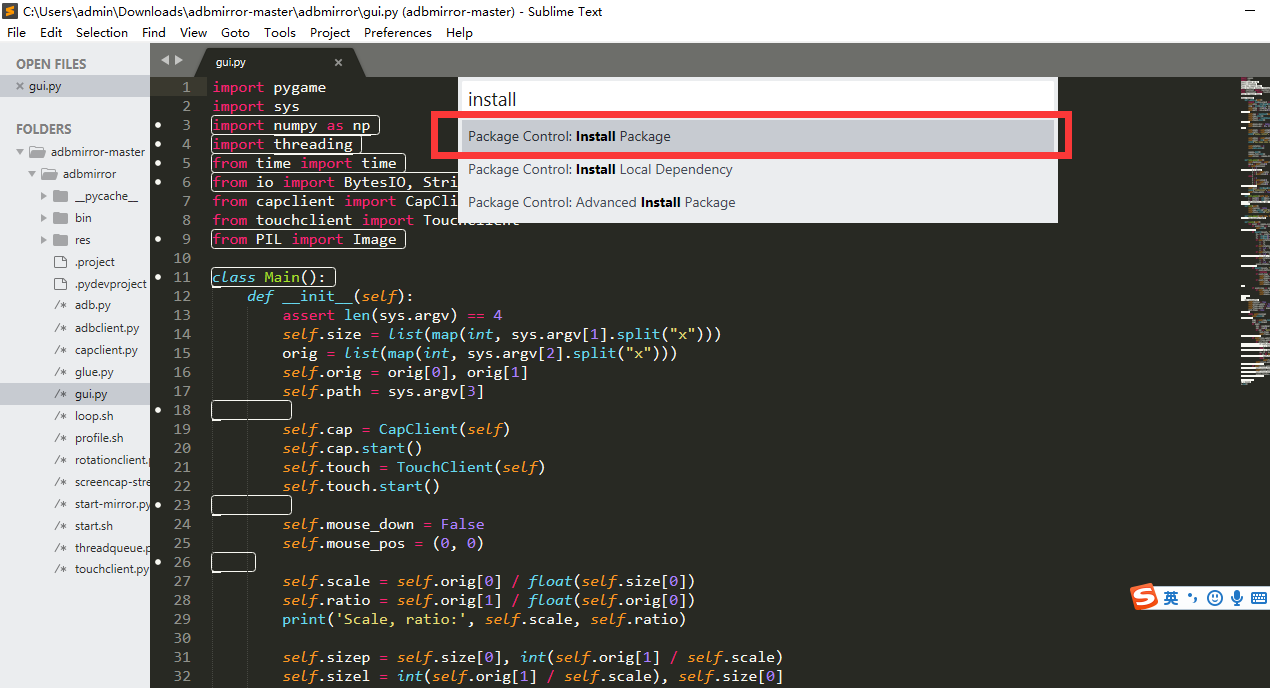 C:\Users\admin\Downloads\adbmirror-master\adbmirror\gui.py (adbmirror-master) - Sublime Text
File Edit Selection Find View Goto Tools Project Preferences Help
OPEN FILES
gui.py
FOLDERS
adbmirror-master
adbmirror
__pycache__
bin
res
.project
.pydevproject
/* adb.py
/* adbclient.py
/* capclient.py
/* glue.py
/* gui.py
/* loop.sh
/* profile.sh
/* rotationclient.
/* screencap-stre
/* start-mirror.py
/* start.sh
/* threadqueue.p
/* touchclient.py
gui.py
install
Package Control: Install Package
Package Control: Install Local Dependency
Package Control: Advanced Install Package
1 import pygame
2 import sys
3 import numpy as np
4 import threading
5 from time import time
6 from io import BytesIO, Stri
7 from capclient import CapCli
8 from touchclient import TouchClient
9 from PIL import Image
10
11 class Main():
12 def __init__(self):
13 assert len(sys.argv) == 4
14 self.size = list(map(int, sys.argv[1].split("x")))
15 orig = list(map(int, sys.argv[2].split("x")))
16 self.orig = orig[0], orig[1]
17 self.path = sys.argv[3]
18
19 self.cap = CapClient(self)
20 self.cap.start()
21 self.touch = TouchClient(self)
22 self.touch.start()
23
24 self.mouse_down = False
25 self.mouse_pos = (0, 0)
26
27 self.scale = self.orig[0] / float(self.size[0])
28 self.ratio = self.orig[1] / float(self.orig[0])
29 print('Scale, ratio:', self.scale, self.ratio)
30
31 self.sizep = self.size[0], int(self.orig[1] / self.scale)
32 self.sizel = int(self.orig[1] / self.scale), self.size[0]
S 英